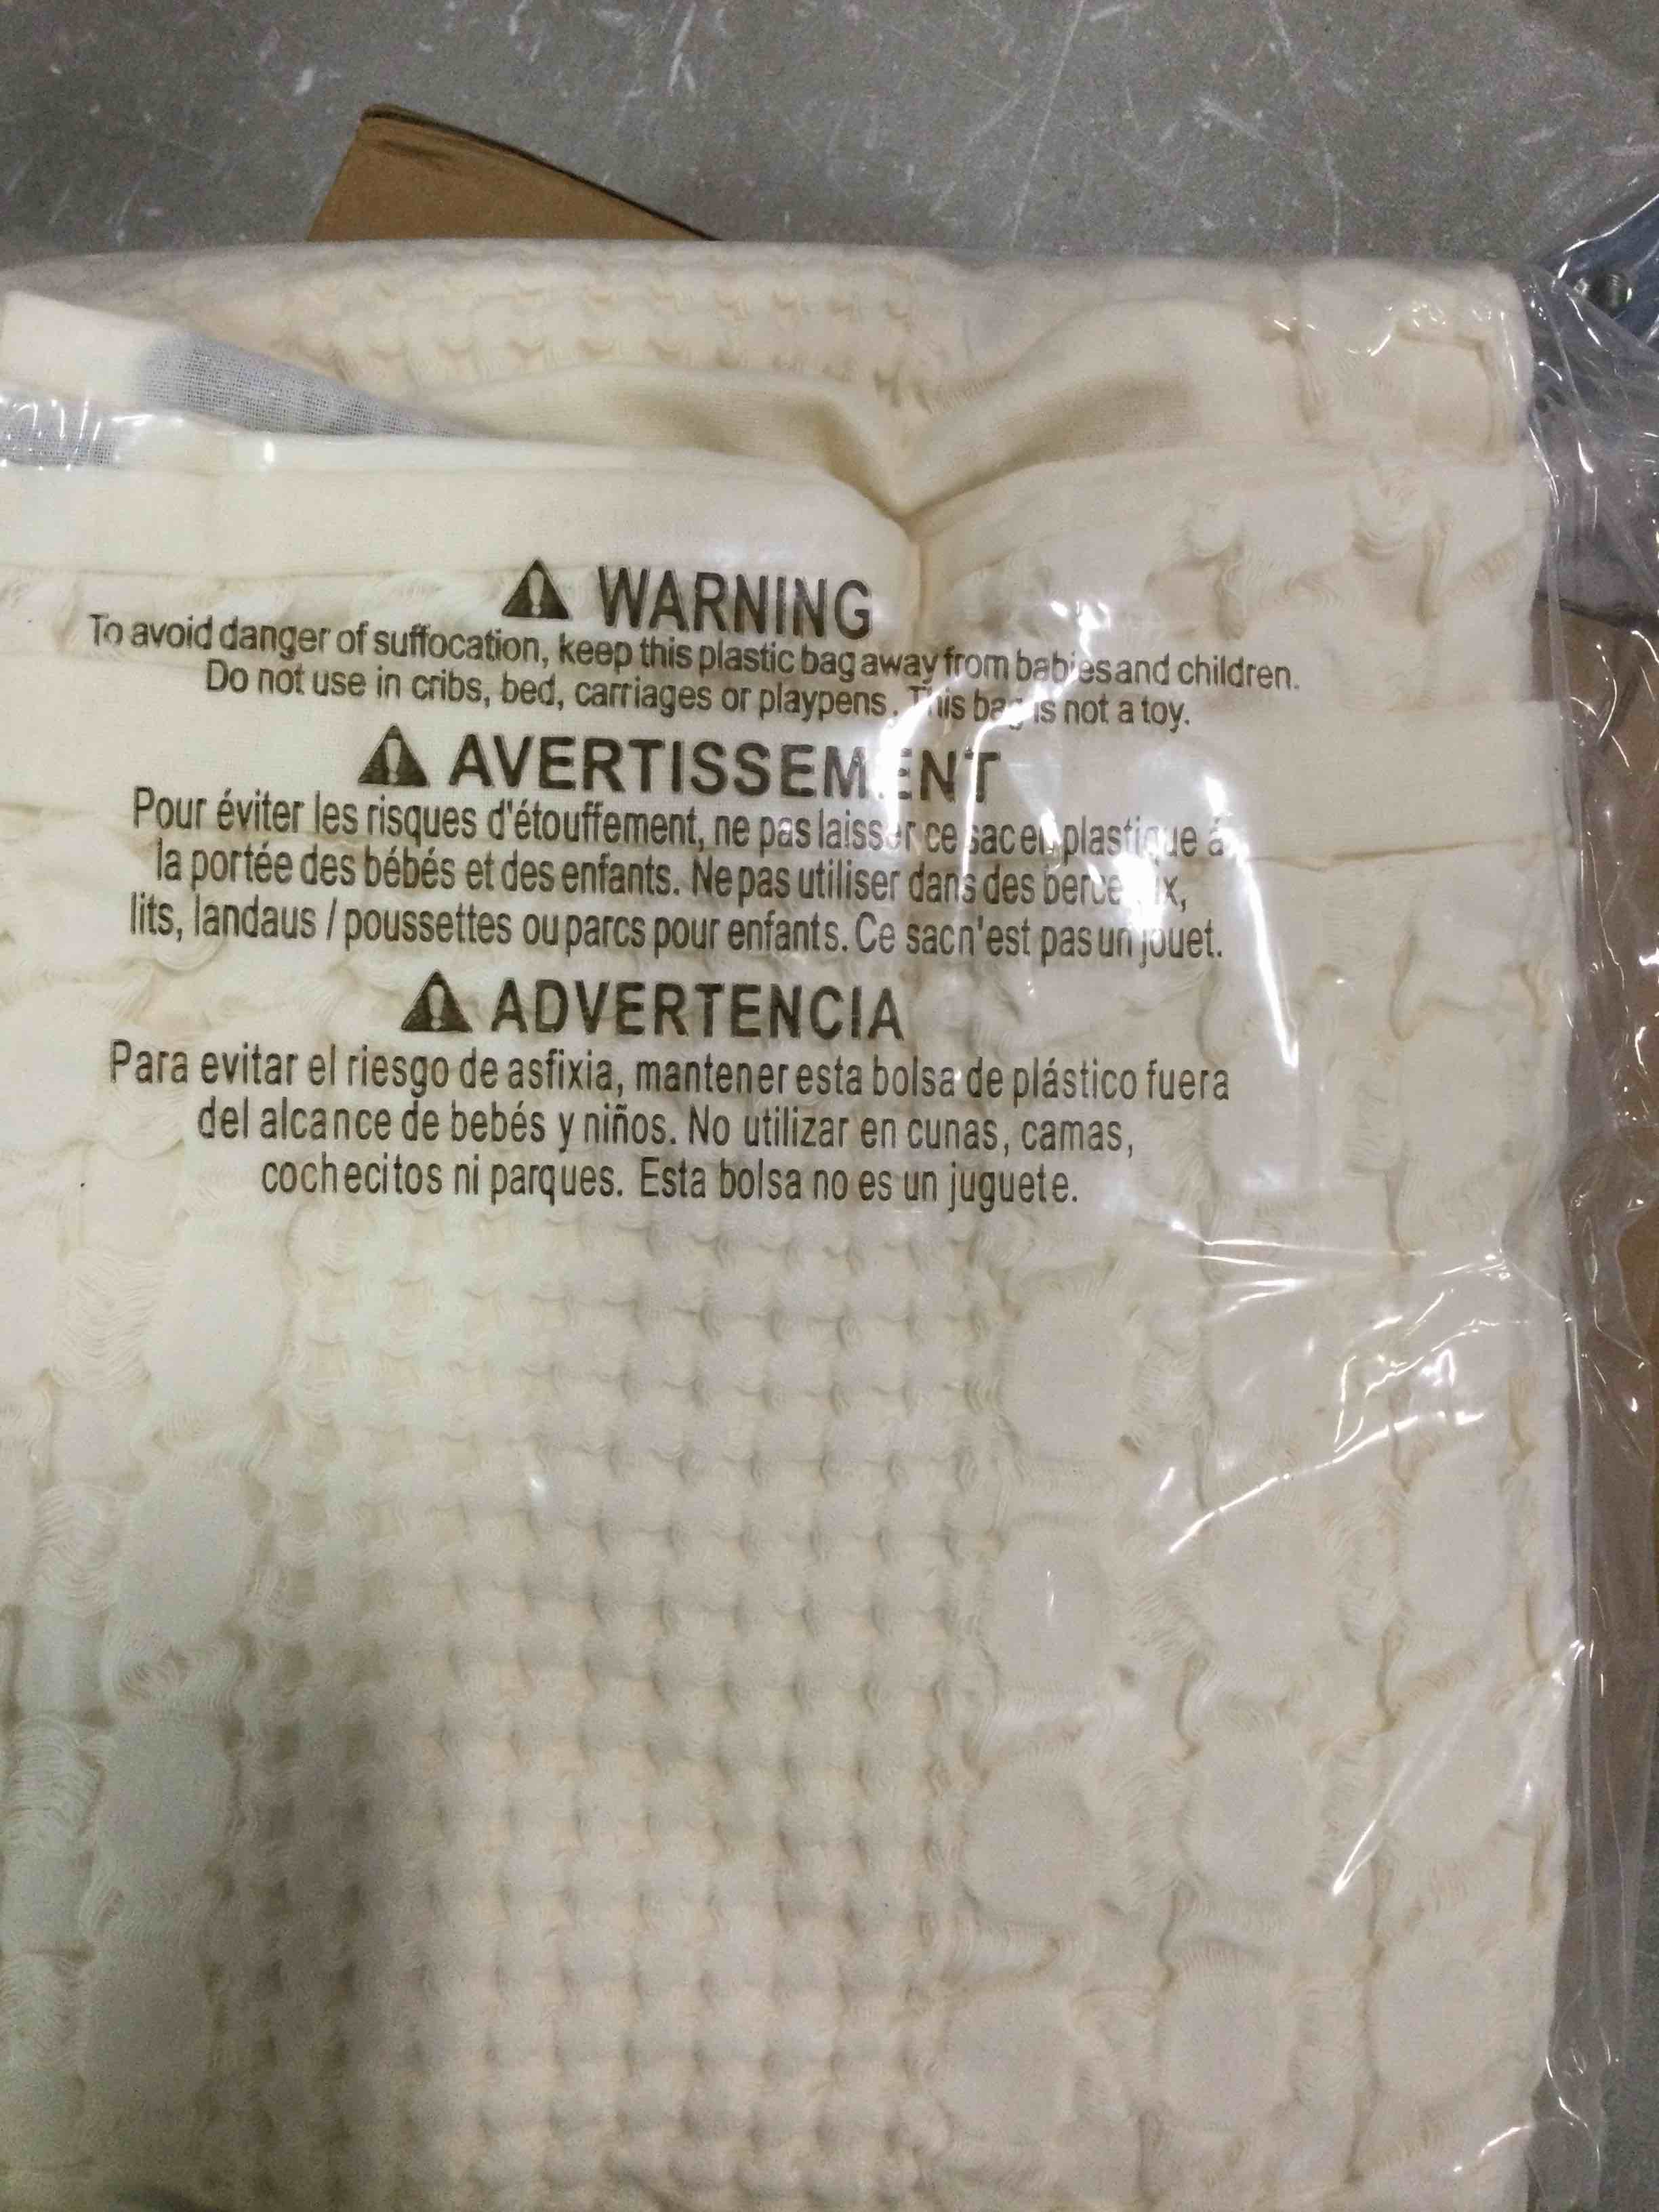 ⚠ WARNING
To avoid danger of suffocation, keep this plastic bag away from babies and children.
Do not use in cribs, bed, carriages or playpens. This bag is not a toy.
⚠ AVERTISSEMENT
Pour éviter les risques d'étouffement, ne pas laisser ce sac en plastique á
la portée des bébés et des enfants. Ne pas utiliser dans des berceaux,
lits, landaus / poussettes ou parcs pour enfants. Ce sac n'est pas un jouet.
⚠ ADVERTENCIA
Para evitar el riesgo de asfixia, mantener esta bolsa de plástico fuera
del alcance de bebés y niños. No utilizar en cunas, camas,
cochecitos ni parques. Esta bolsa no es un juguete.